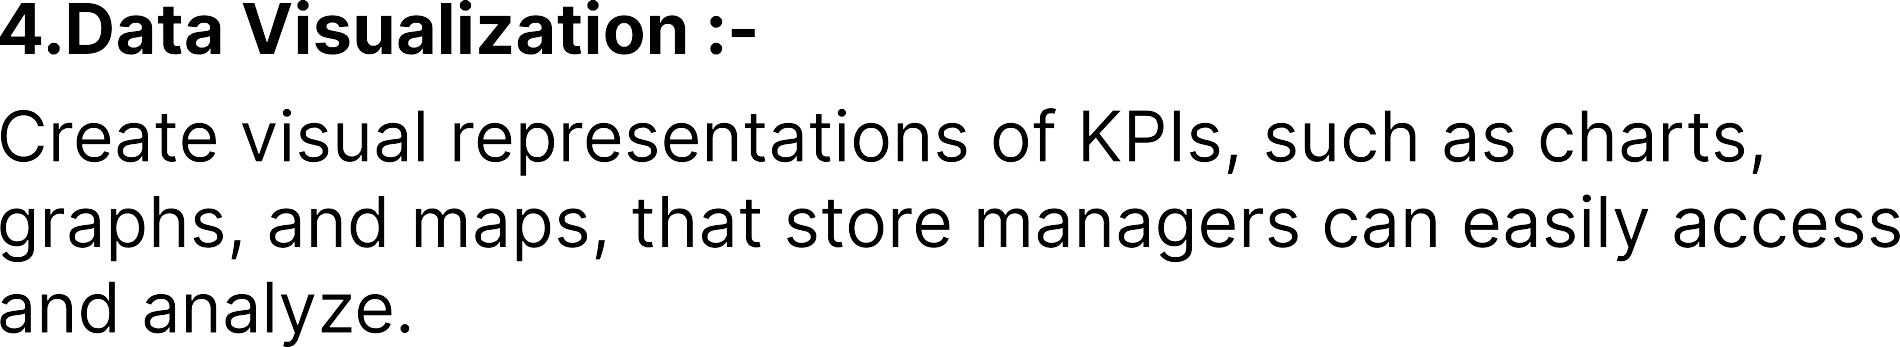 4.Data Visualization :-
Create visual representations of KPIs, such as charts,
graphs, and maps, that store managers can easily access
and analyze.